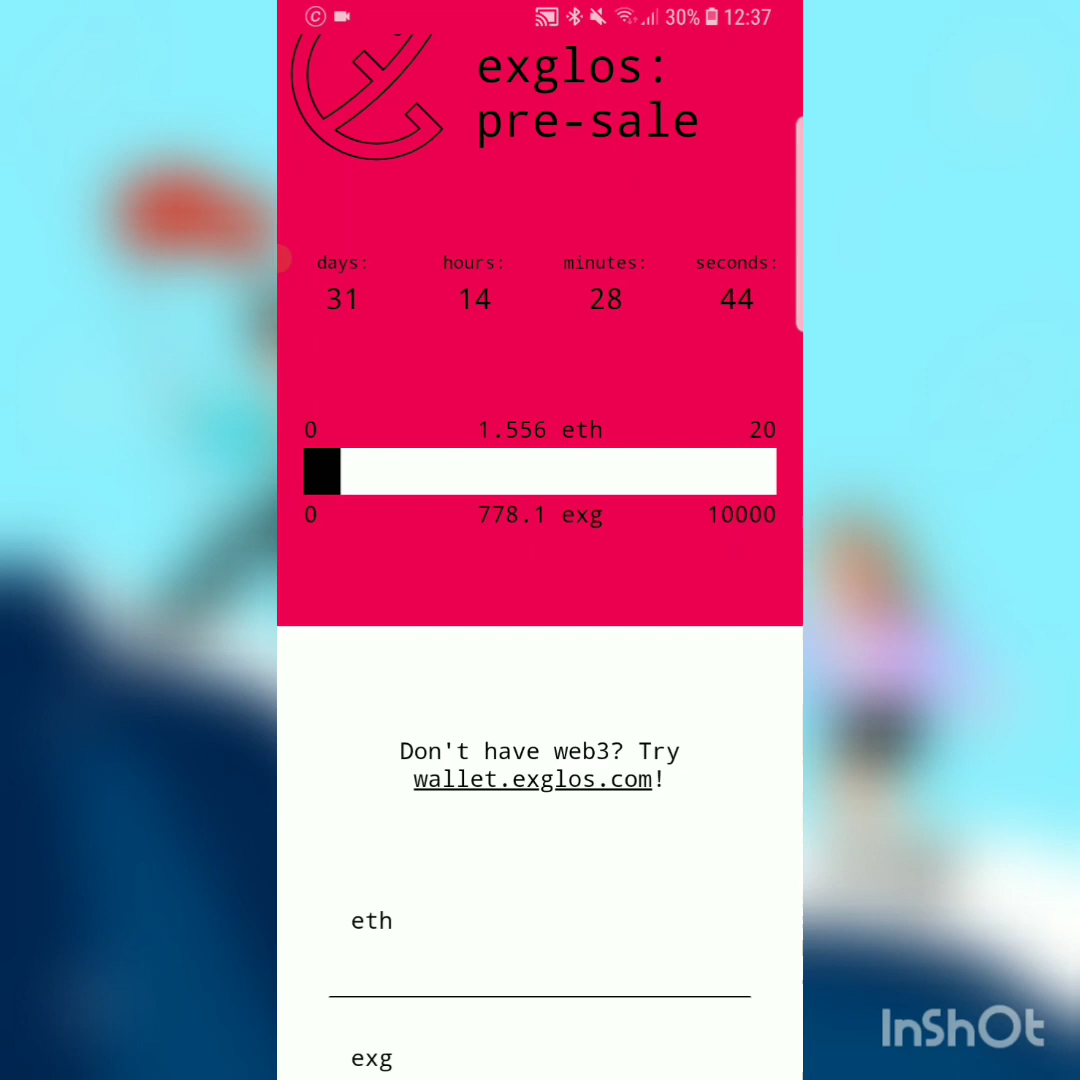 30% 12:37
exglos:
pre-sale
days: hours: minutes: seconds:
31 14 28 44
0 1.556 eth 20
0 778.1 exg 10000
Don't have web3? Try
wallet.exglos.com!
eth
exg
InShOt